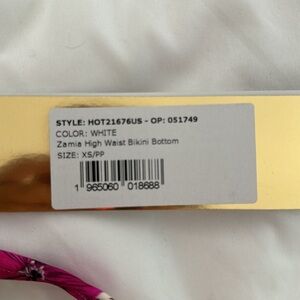 STYLE: HOT21676US - OP: 051749
COLOR: WHITE
Zamia High Waist Bikini Bottom
SIZE: XS/PP
1 965060 018688